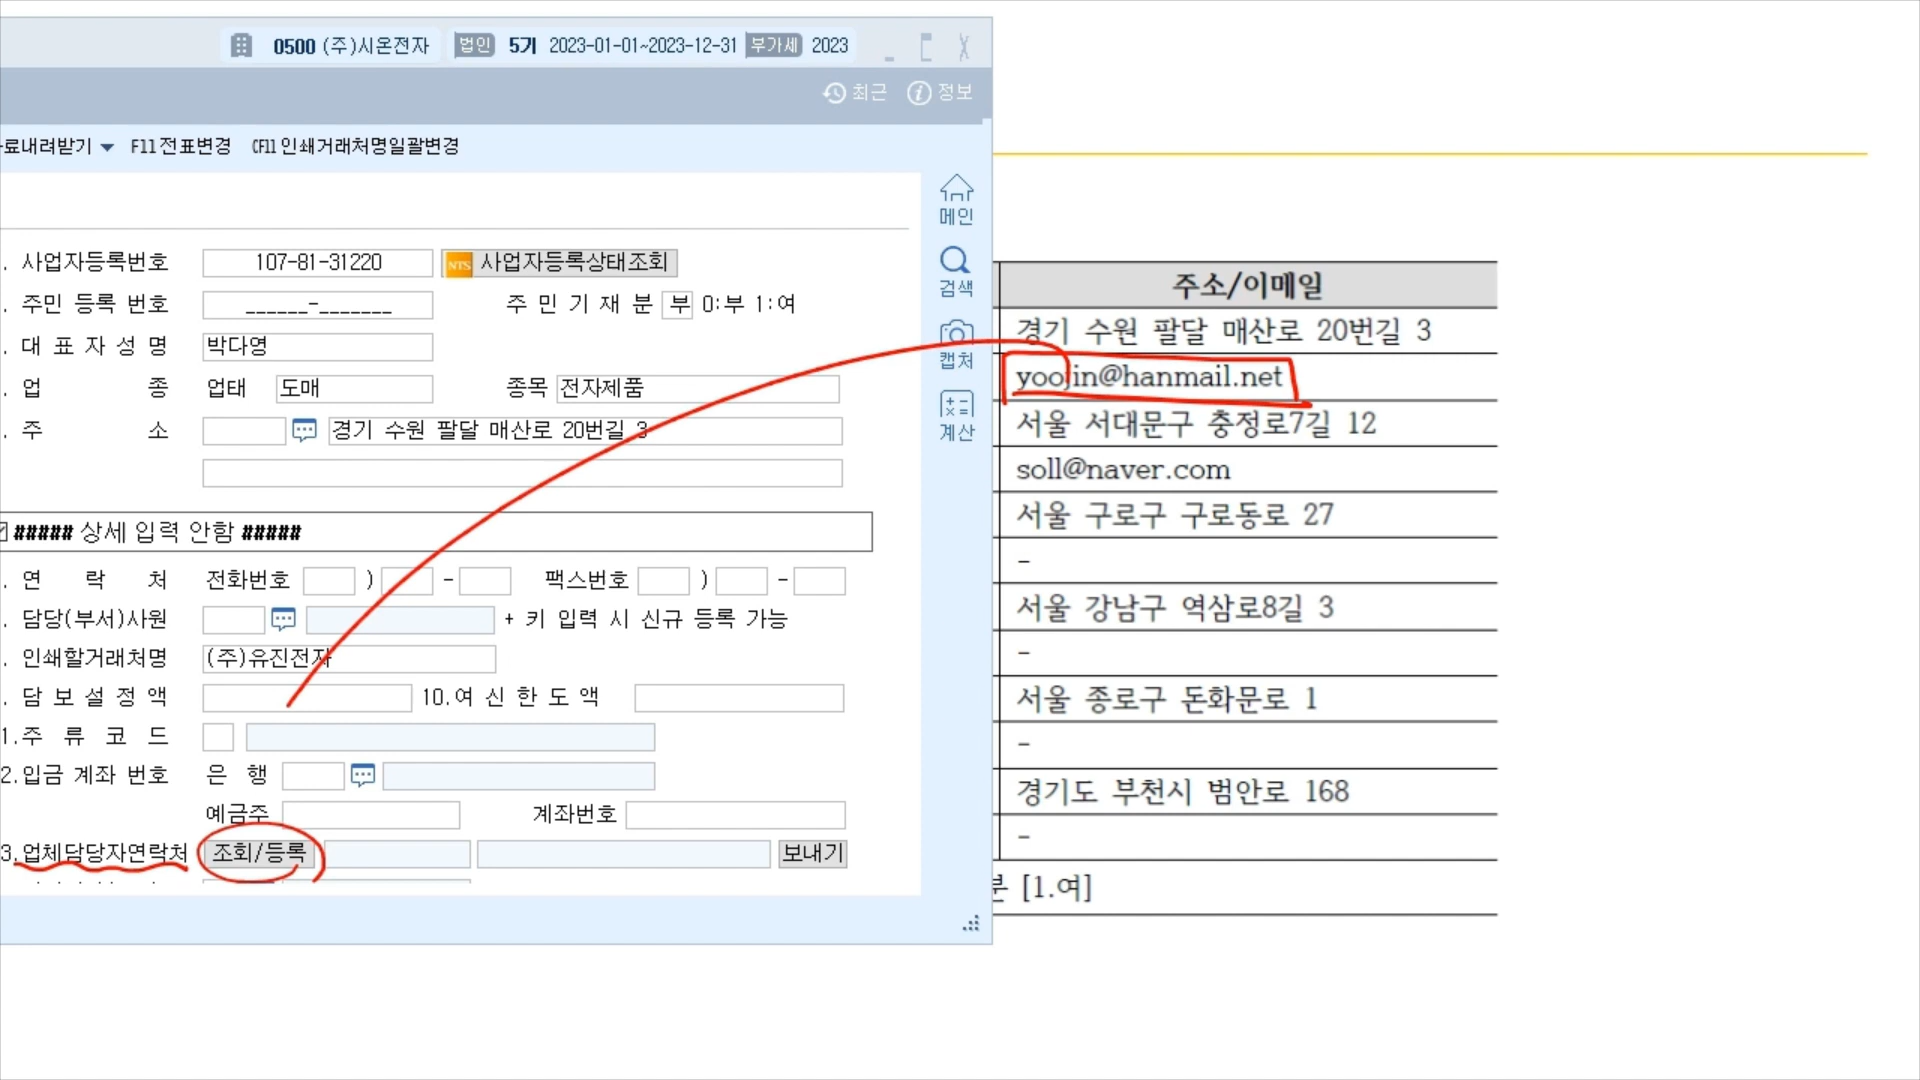 0500 (주)시온전자 법인 5기 2023-01-01~2023-12-31 부가세 2023
최근 정보
료내려받기 F11전표변경 CF11인쇄거래처명일괄변경
메인
검색
캡처
계산
. 사업자등록번호 107-81-31220 NTS 사업자등록상태조회
. 주민 등록 번호 ______-_______ 주 민 기 재 분 부 0:부 1:여
. 대 표 자 성 명 박다영
. 업 종 업태 도매 종목 전자제품
. 주 소 경기 수원 팔달 매산로 20번길 3
##### 상세 입력 안함 #####
. 연 락 처 전화번호 ) - 팩스번호 ) -
. 담당(부서)사원 + 키 입력 시 신규 등록 가능
. 인쇄할거래처명 (주)유진전자
. 담 보 설 정 액 10.여 신 한 도 액
1.주 류 코 드
2.입금 계좌 번호 은 행
예금주 계좌번호
3.업체담당자연락처 조회/등록 보내기
주소/이메일
경기 수원 팔달 매산로 20번길 3
yoojin@hanmail.net
서울 서대문구 충정로7길 12
soll@naver.com
서울 구로구 구로동로 27
-
서울 강남구 역삼로8길 3
-
서울 종로구 돈화문로 1
-
경기도 부천시 범안로 168
-
분 [1.여]